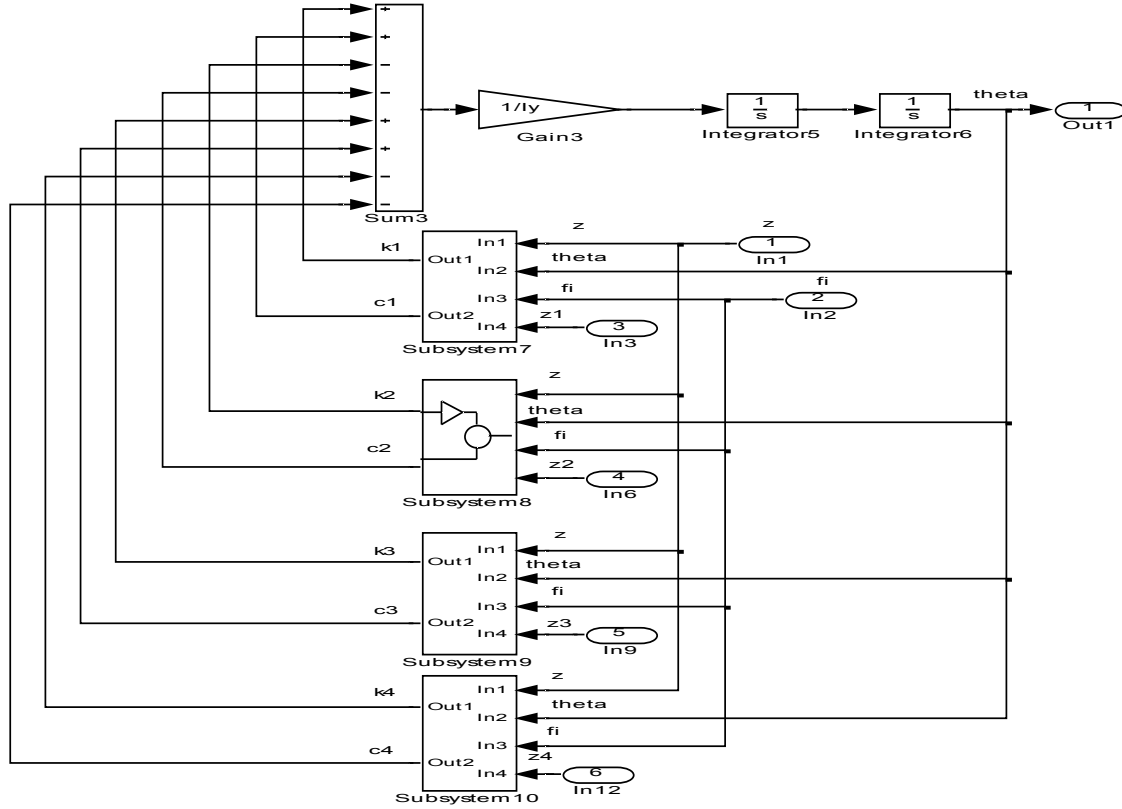 +
+
−
−
+
+
−
−
Sum3
1/Iy
Gain3
1
s
Integrator5
1
s
Integrator6
theta
1
Out1
z
z
1
In1
k1
In1
Out1
theta
In2
fi
fi
2
In2
c1
In3
Out2
z1
In4
3
In3
Subsystem7
z
k2
theta
fi
c2
z2
4
In6
Subsystem8
z
k3
In1
Out1
theta
In2
fi
c3
In3
Out2
z3
In4
5
In9
Subsystem9
z
k4
In1
Out1
theta
In2
fi
c4
In3
Out2
z4
In4
6
In12
Subsystem10